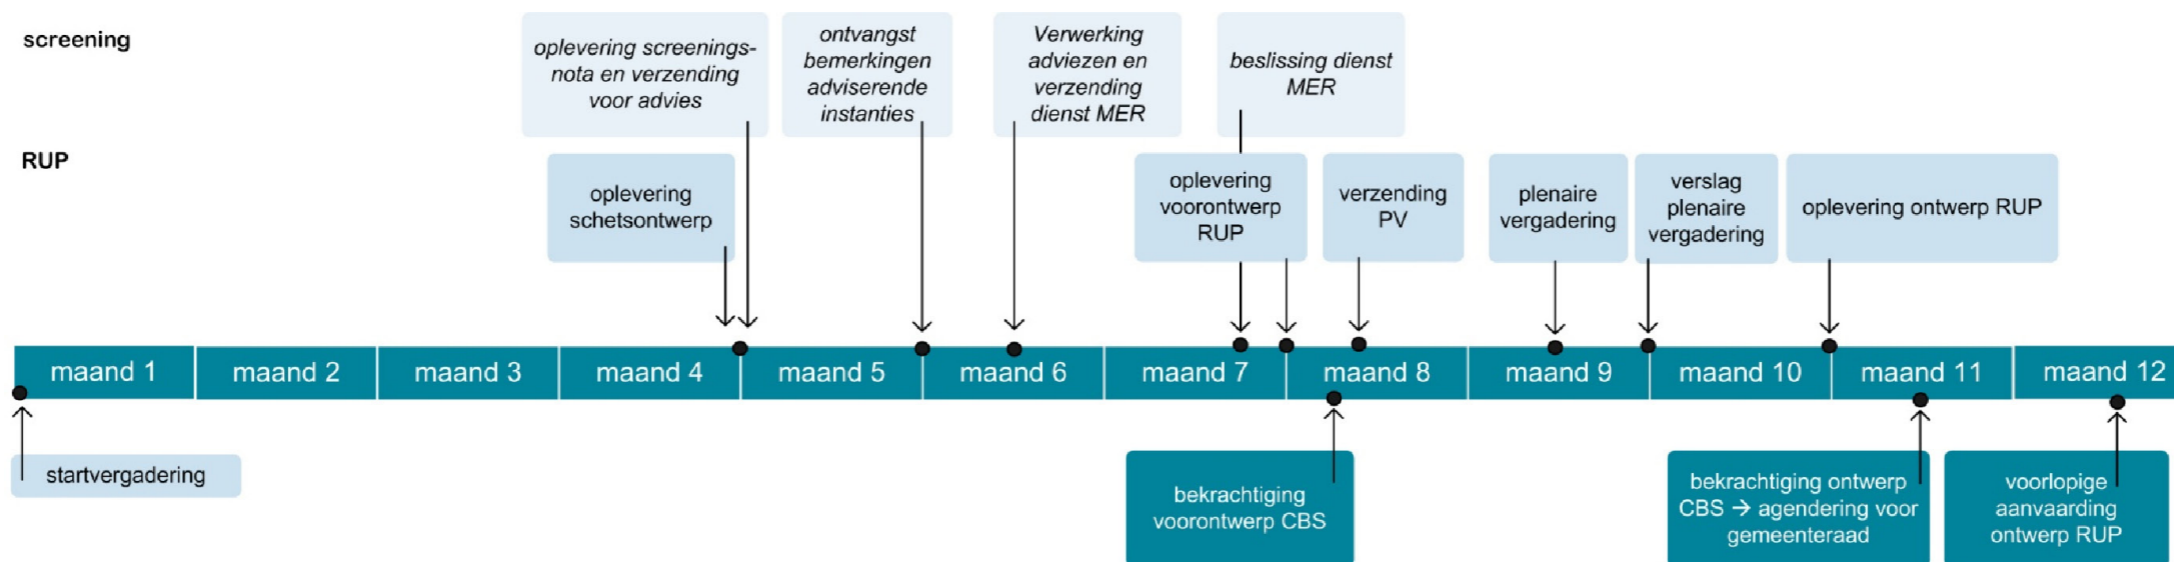 screening
oplevering screenings-
nota en verzending
voor advies
ontvangst
bemerkingen
adviserende
instanties
Verwerking
adviezen en
verzending
dienst MER
beslissing dienst
MER
RUP
oplevering
schetsontwerp
oplevering
voorontwerp
RUP
verzending
PV
plenaire
vergadering
verslag
plenaire
vergadering
oplevering ontwerp RUP
maand 1
maand 2
maand 3
maand 4
maand 5
maand 6
maand 7
maand 8
maand 9
maand 10
maand 11
maand 12
startvergadering
bekrachtiging
voorontwerp CBS
bekrachtiging ontwerp
CBS → agendering voor
gemeenteraad
voorlopige
aanvaarding
ontwerp RUP